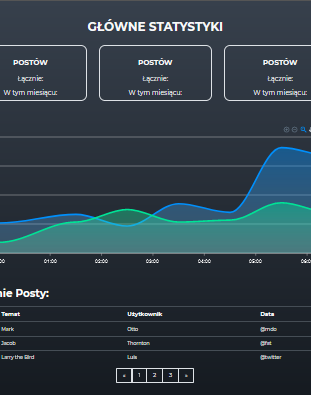 GŁÓWNE STATYSTYKI
POSTÓW POSTÓW POSTÓW
Łącznie: Łącznie: Łącznie:
W tym miesiącu: W tym miesiącu: W tym miesiącu:
:00 01:00 02:00 03:00 04:00 05:00 06:0
nie Posty:
Temat Użytkownik Data
Mark Otto @mdo
Jacob Thornton @fat
Larry the Bird Luis @twitter
« 1 2 3 »